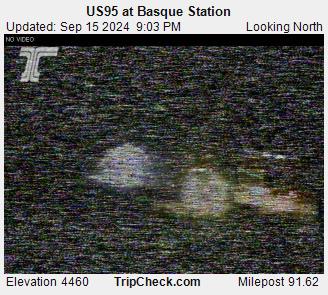 US95 at Basque Station
Updated: Sep 15 2024 9:03 PM Looking North
NO VIDEO
Elevation 4460 TripCheck.com Milepost 91.62